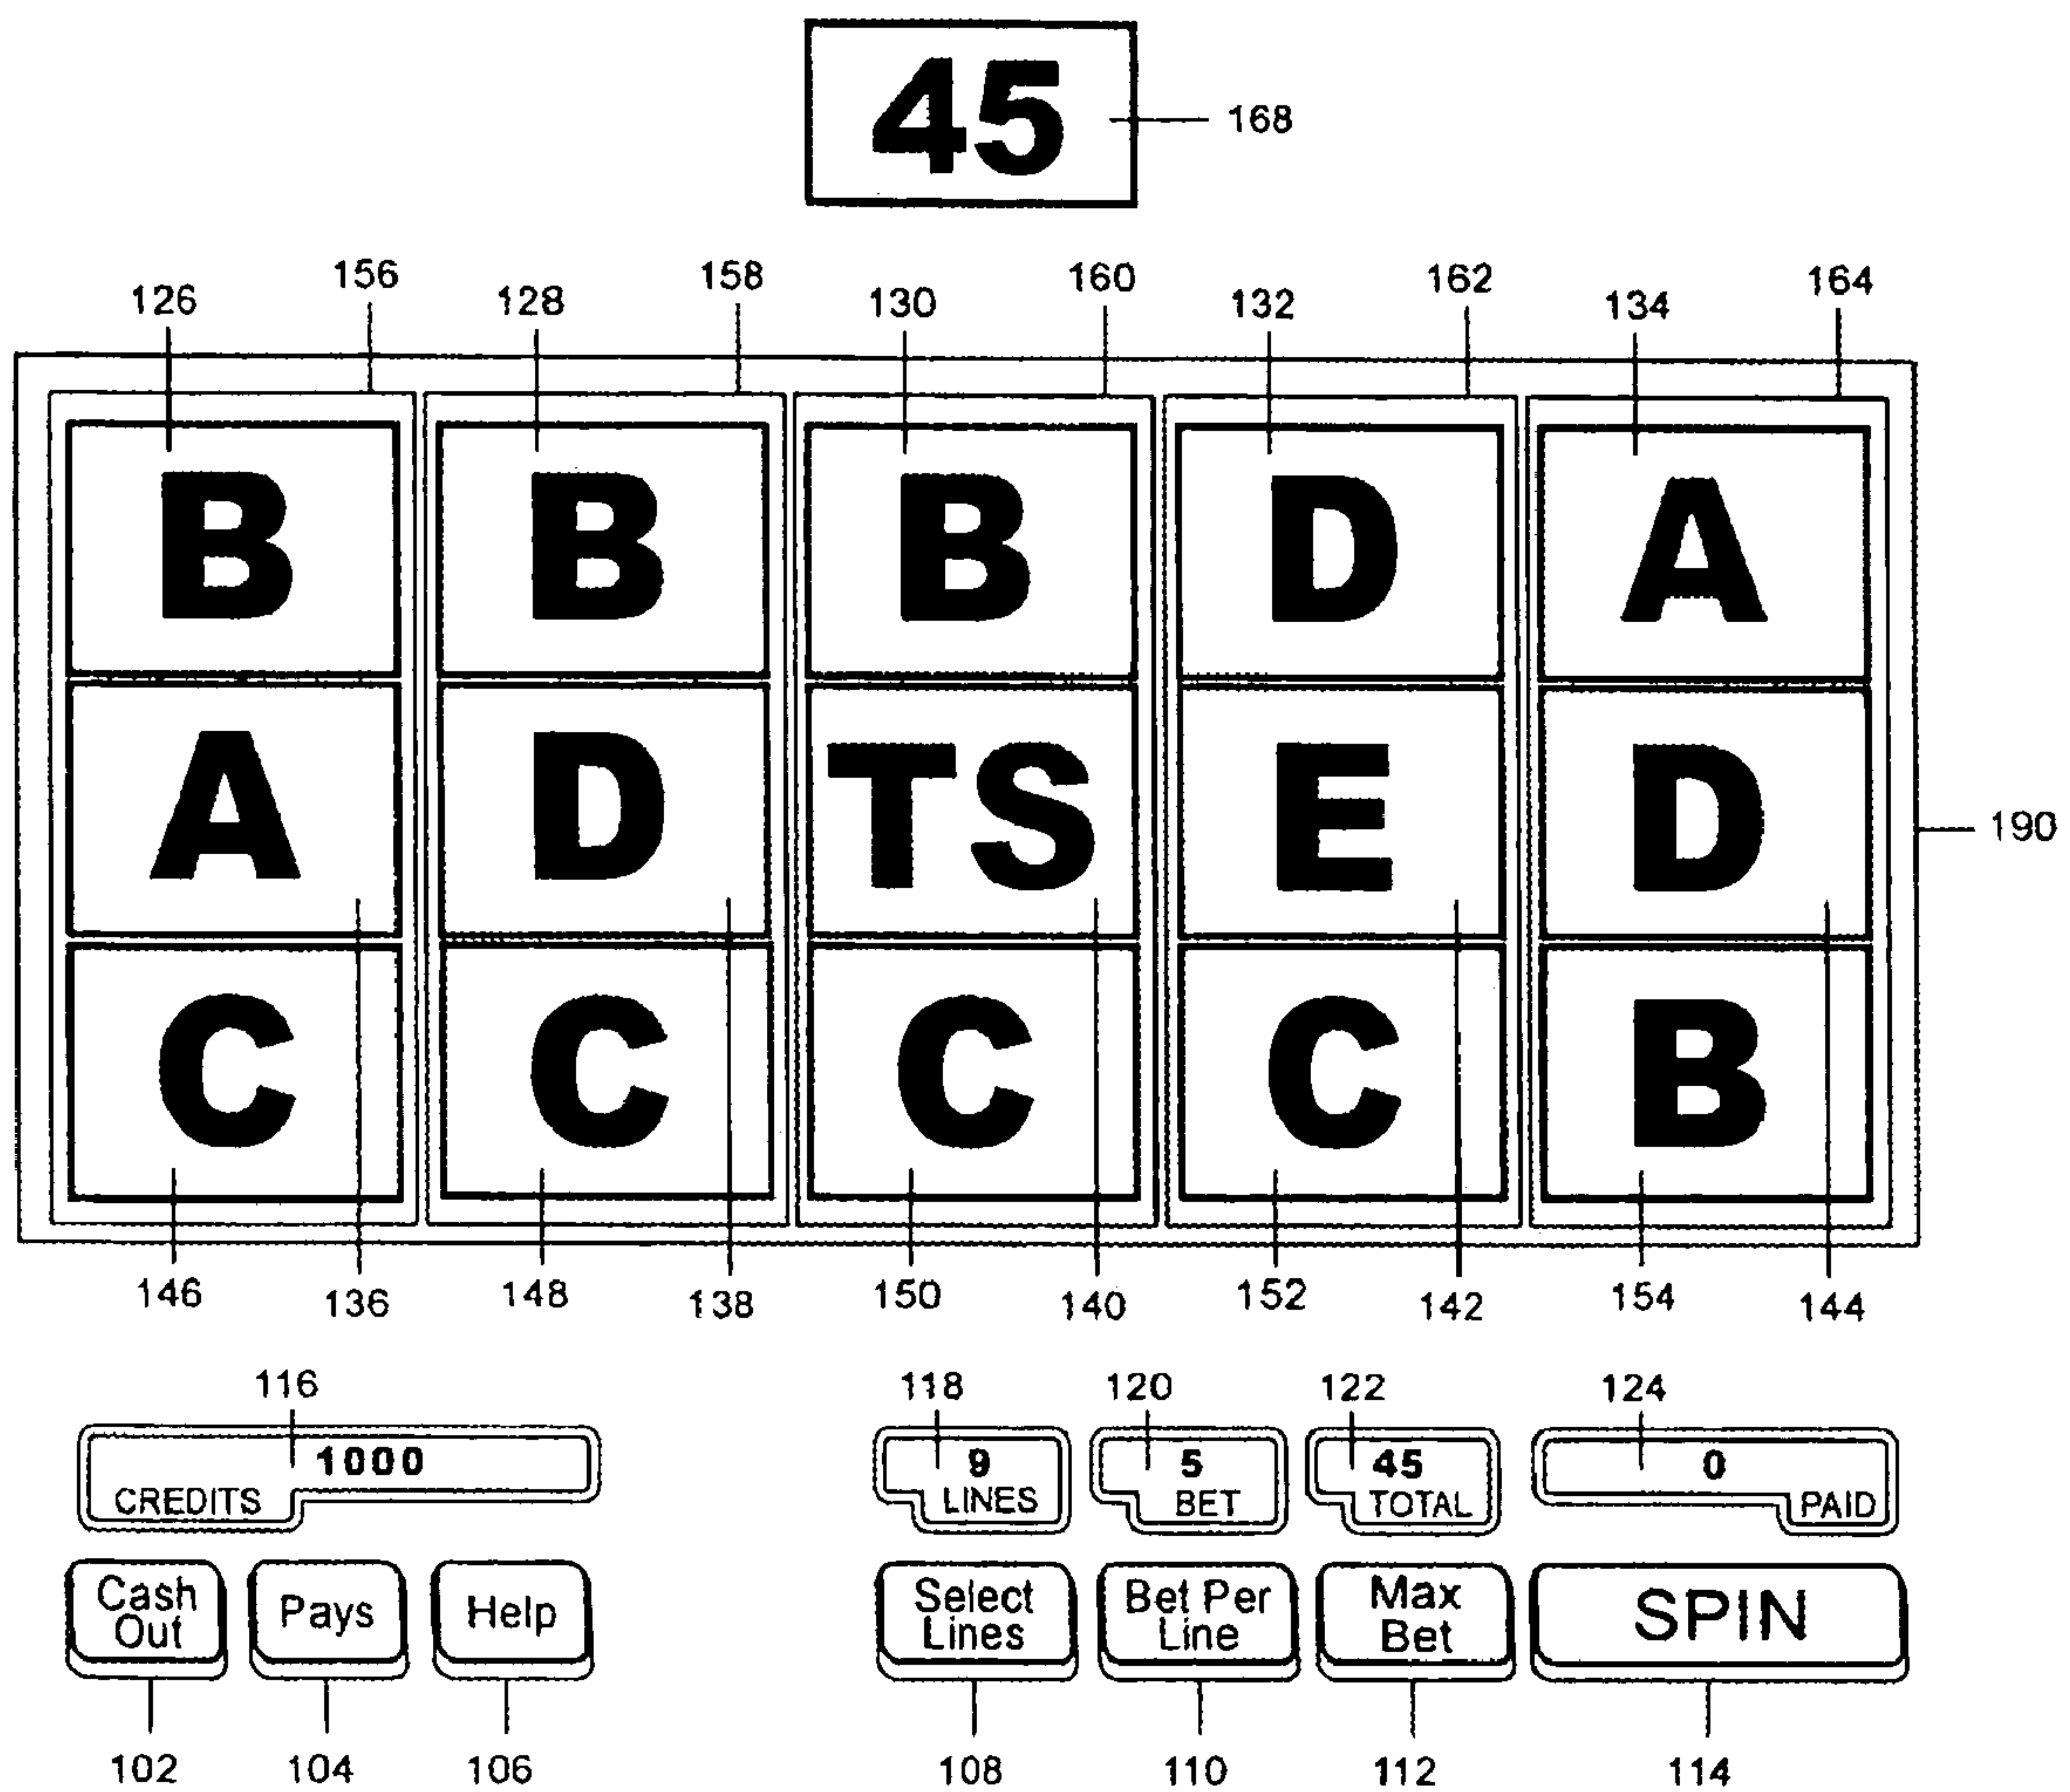 45
168
126 156 128 158 130 160 132 162 134 164
B B B D A
A D TS E D
190
C C C C B
146 136 148 138 150 140 152 142 154 144
116 118 120 122 124
1000 9 5 45 0
CREDITS LINES BET TOTAL PAID
Cash Out Pays Help Select Lines Bet Per Line Max Bet SPIN
102 104 106 108 110 112 114